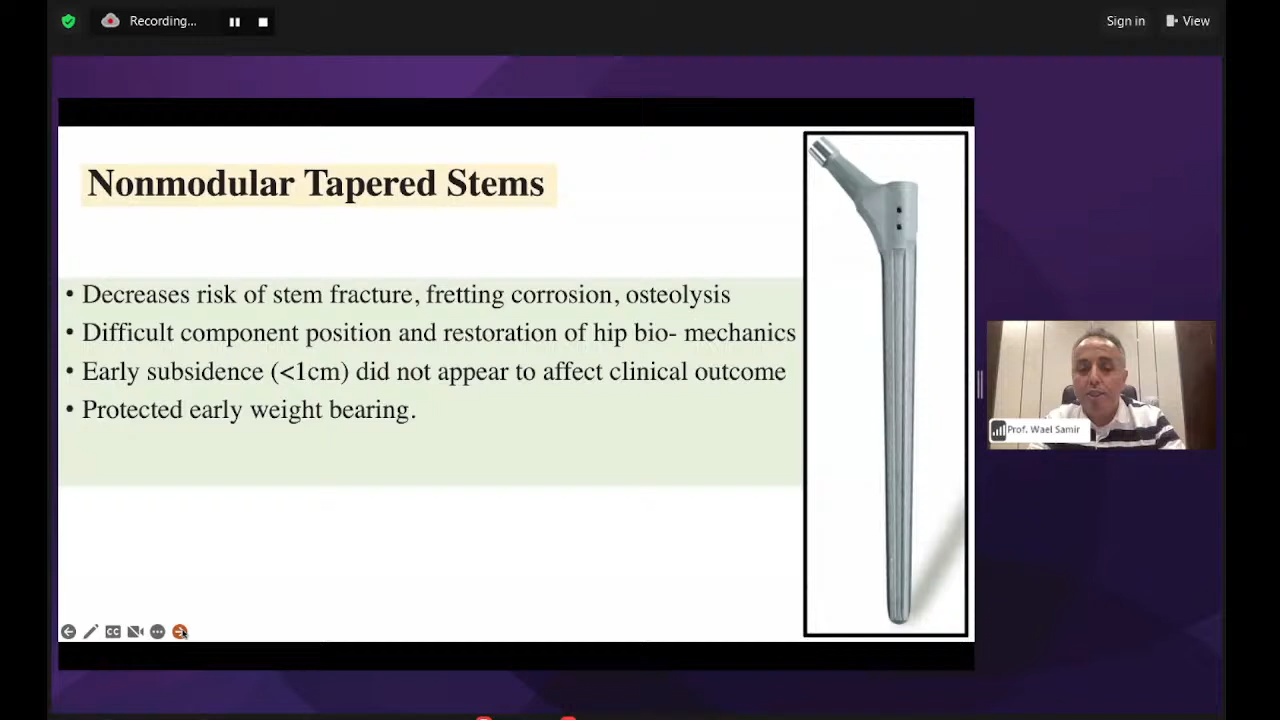 Recording...
Sign in
View
Nonmodular Tapered Stems
• Decreases risk of stem fracture, fretting corrosion, osteolysis
• Difficult component position and restoration of hip bio- mechanics
• Early subsidence (<1cm) did not appear to affect clinical outcome
• Protected early weight bearing.
Prof. Wael Samir
CC